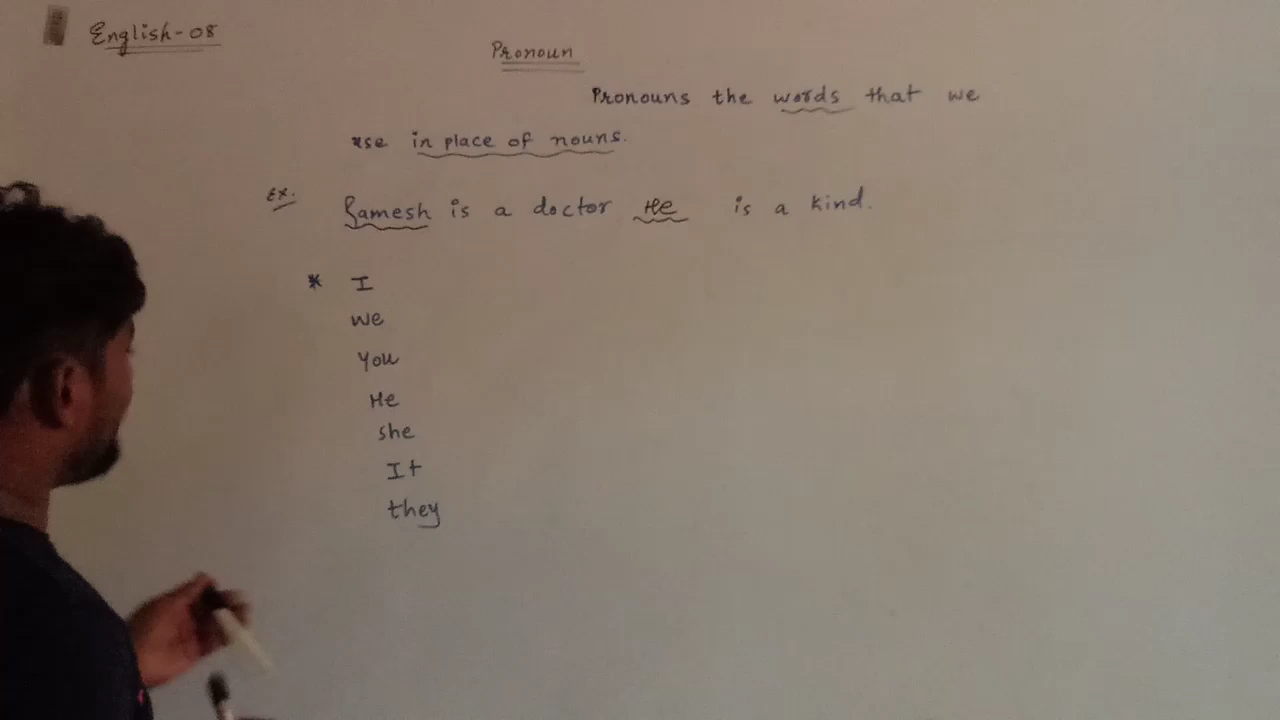 English-08
Pronoun
Pronouns the words that we
use in place of nouns.
Ex.
Ramesh is a doctor He is a kind.
* I
we
You
He
she
It
they